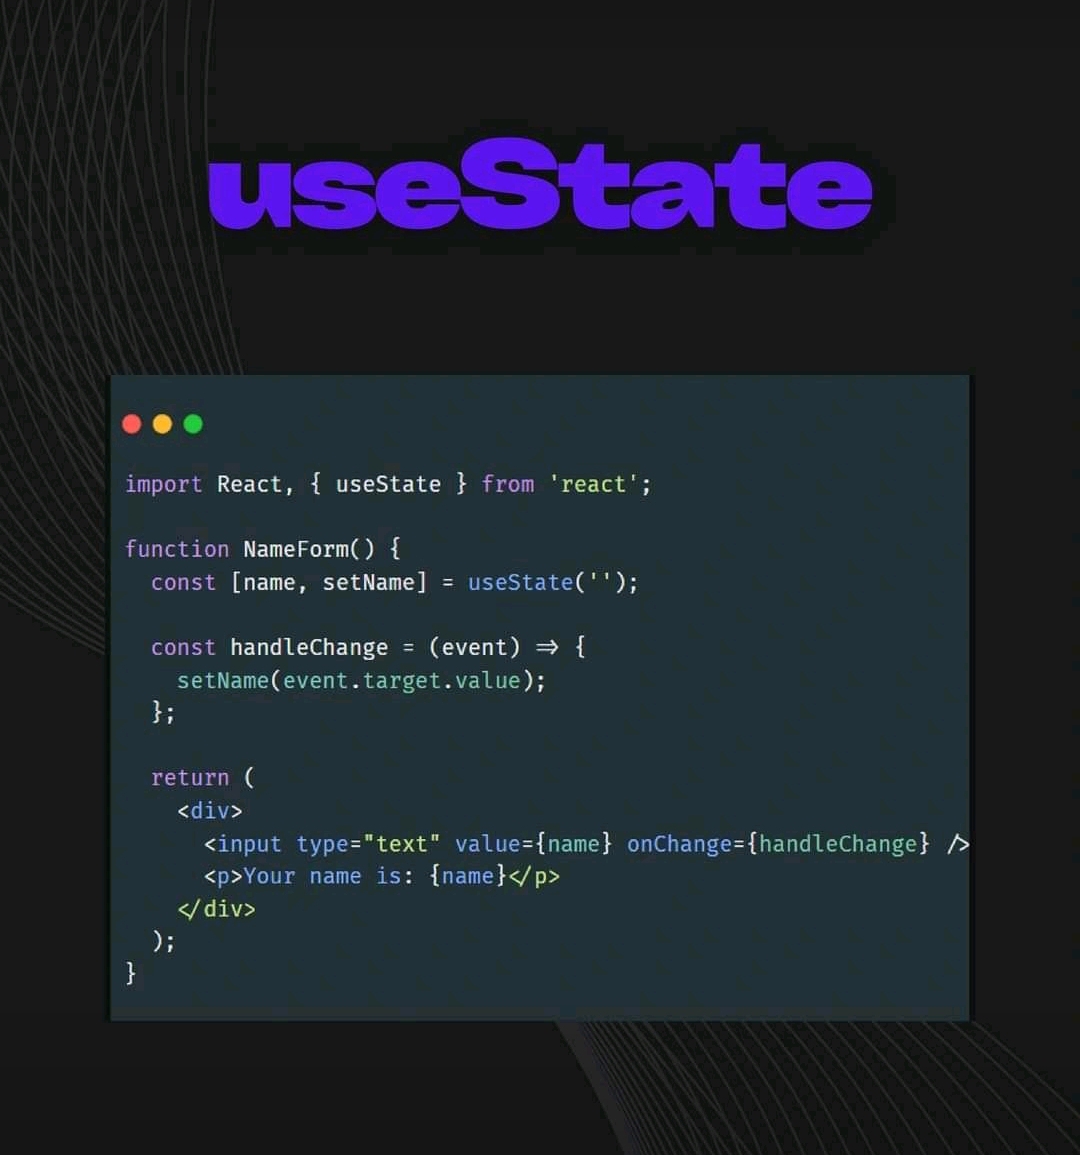 useState
import React, { useState } from 'react';
function NameForm() {
const [name, setName] = useState('');
const handleChange = (event) => {
setName(event.target.value);
};
return (
<div>
<input type="text" value={name} onChange={handleChange} />
<p>Your name is: {name}</p>
</div>
);
}